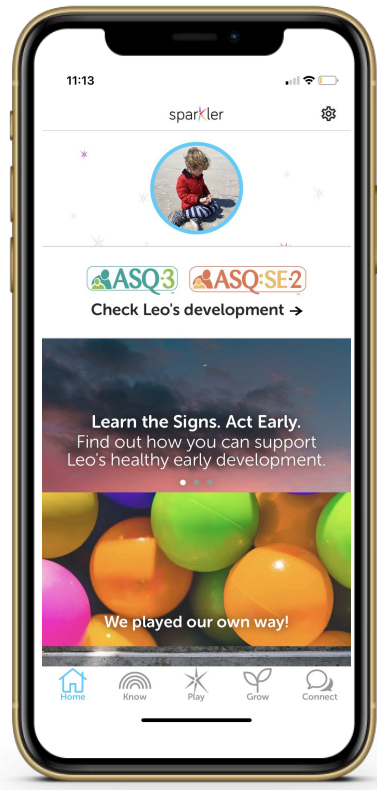 11:13
sparkler
ASQ-3 ASQ:SE-2
Check Leo's development →
Learn the Signs. Act Early.
Find out how you can support
Leo's healthy early development.
We played our own way!
Home Know Play Grow Connect